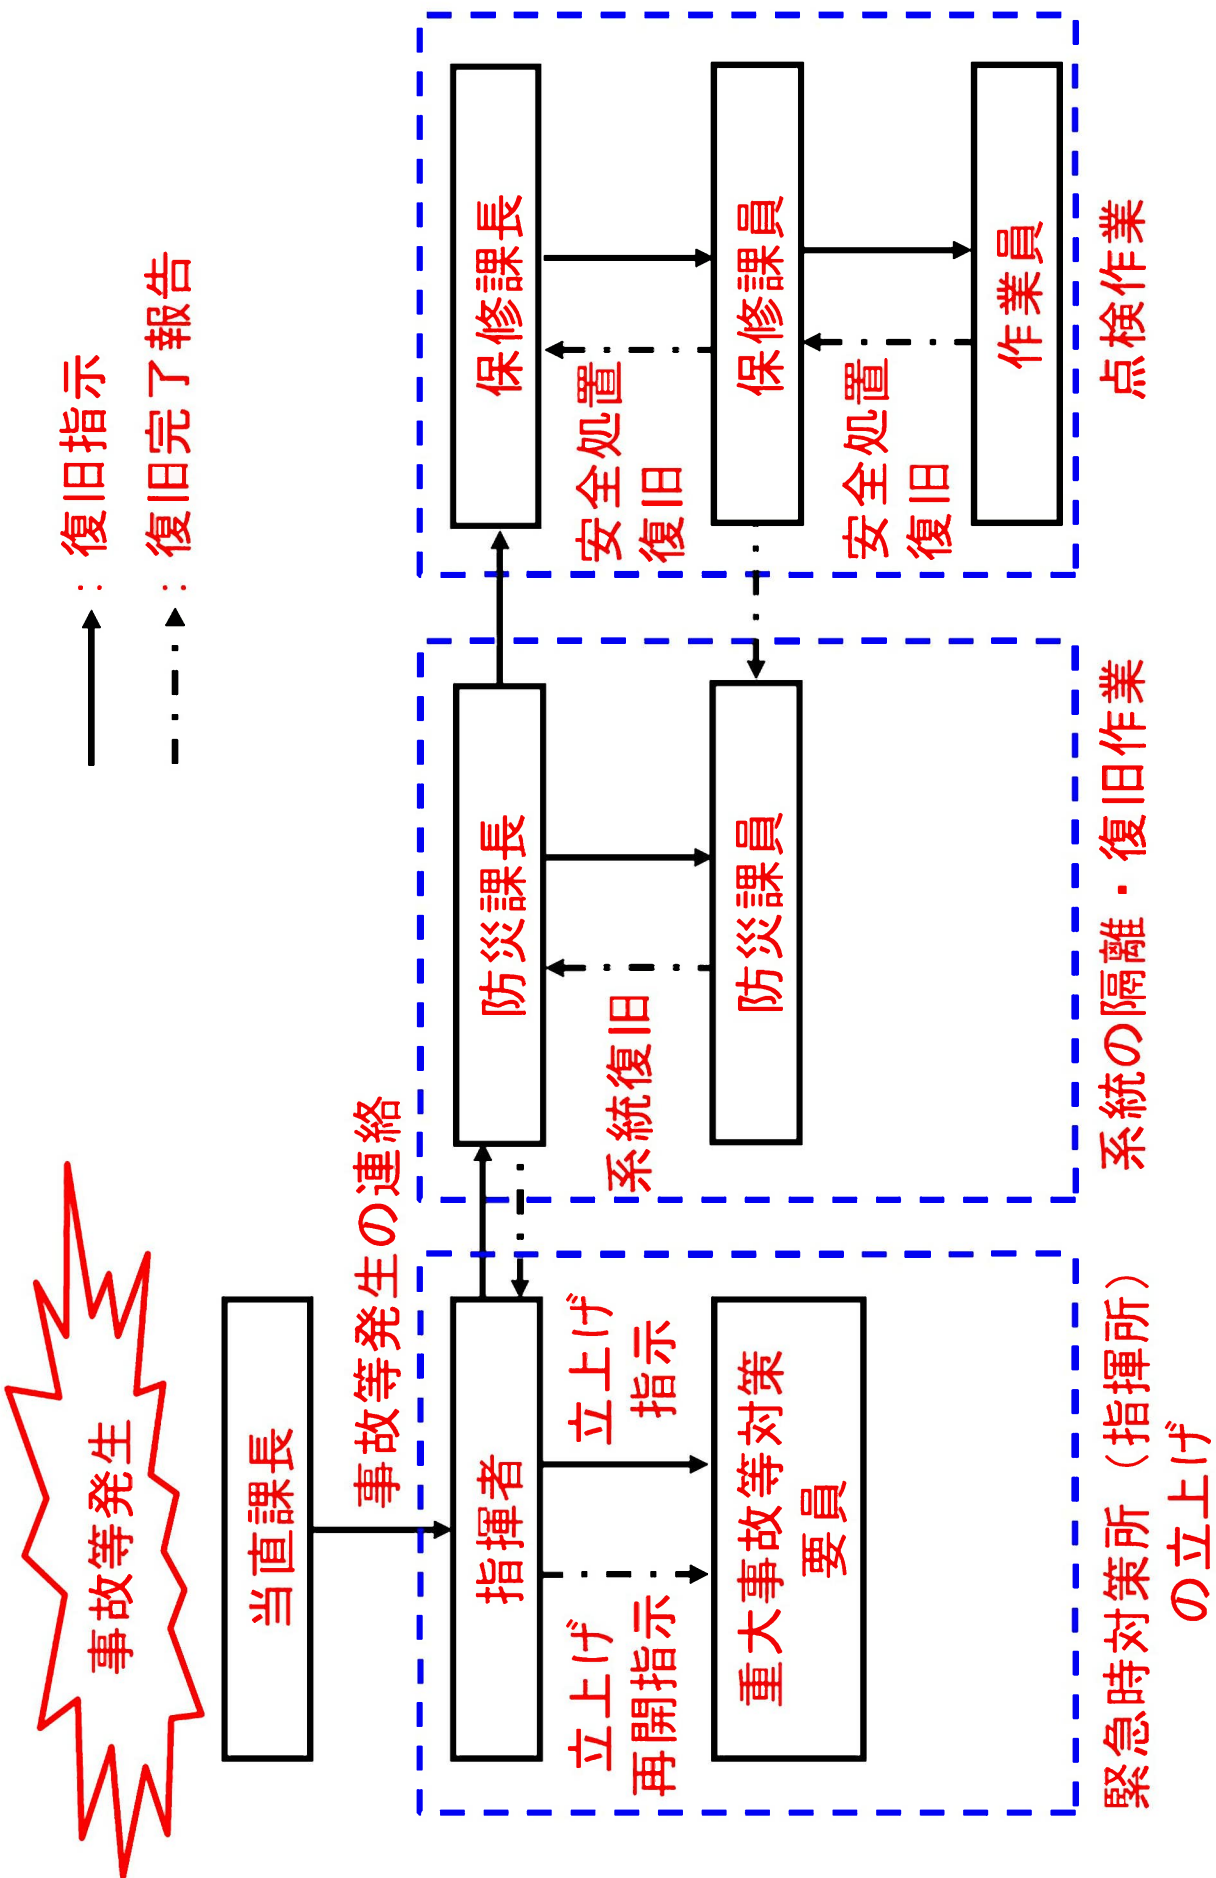 事故等発生
：復旧指示
：復旧完了報告
当直課長
事故等発生の連絡
指揮者
防災課長
保修課長
立上げ
再開指示
立上げ
指示
系統復旧
安全処置
復旧
重大事故等対策
要員
防災課員
保修課員
安全処置
復旧
作業員
緊急時対策所（指揮所）
の立上げ
系統の隔離・復旧作業
点検作業